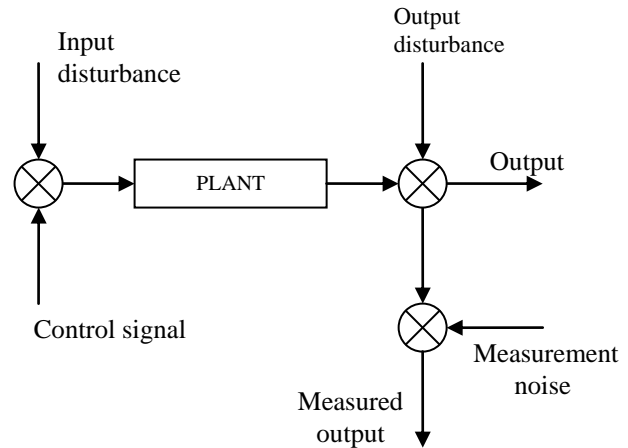 Input
disturbance
Output
disturbance
PLANT
Output
Control signal
Measurement
noise
Measured
output